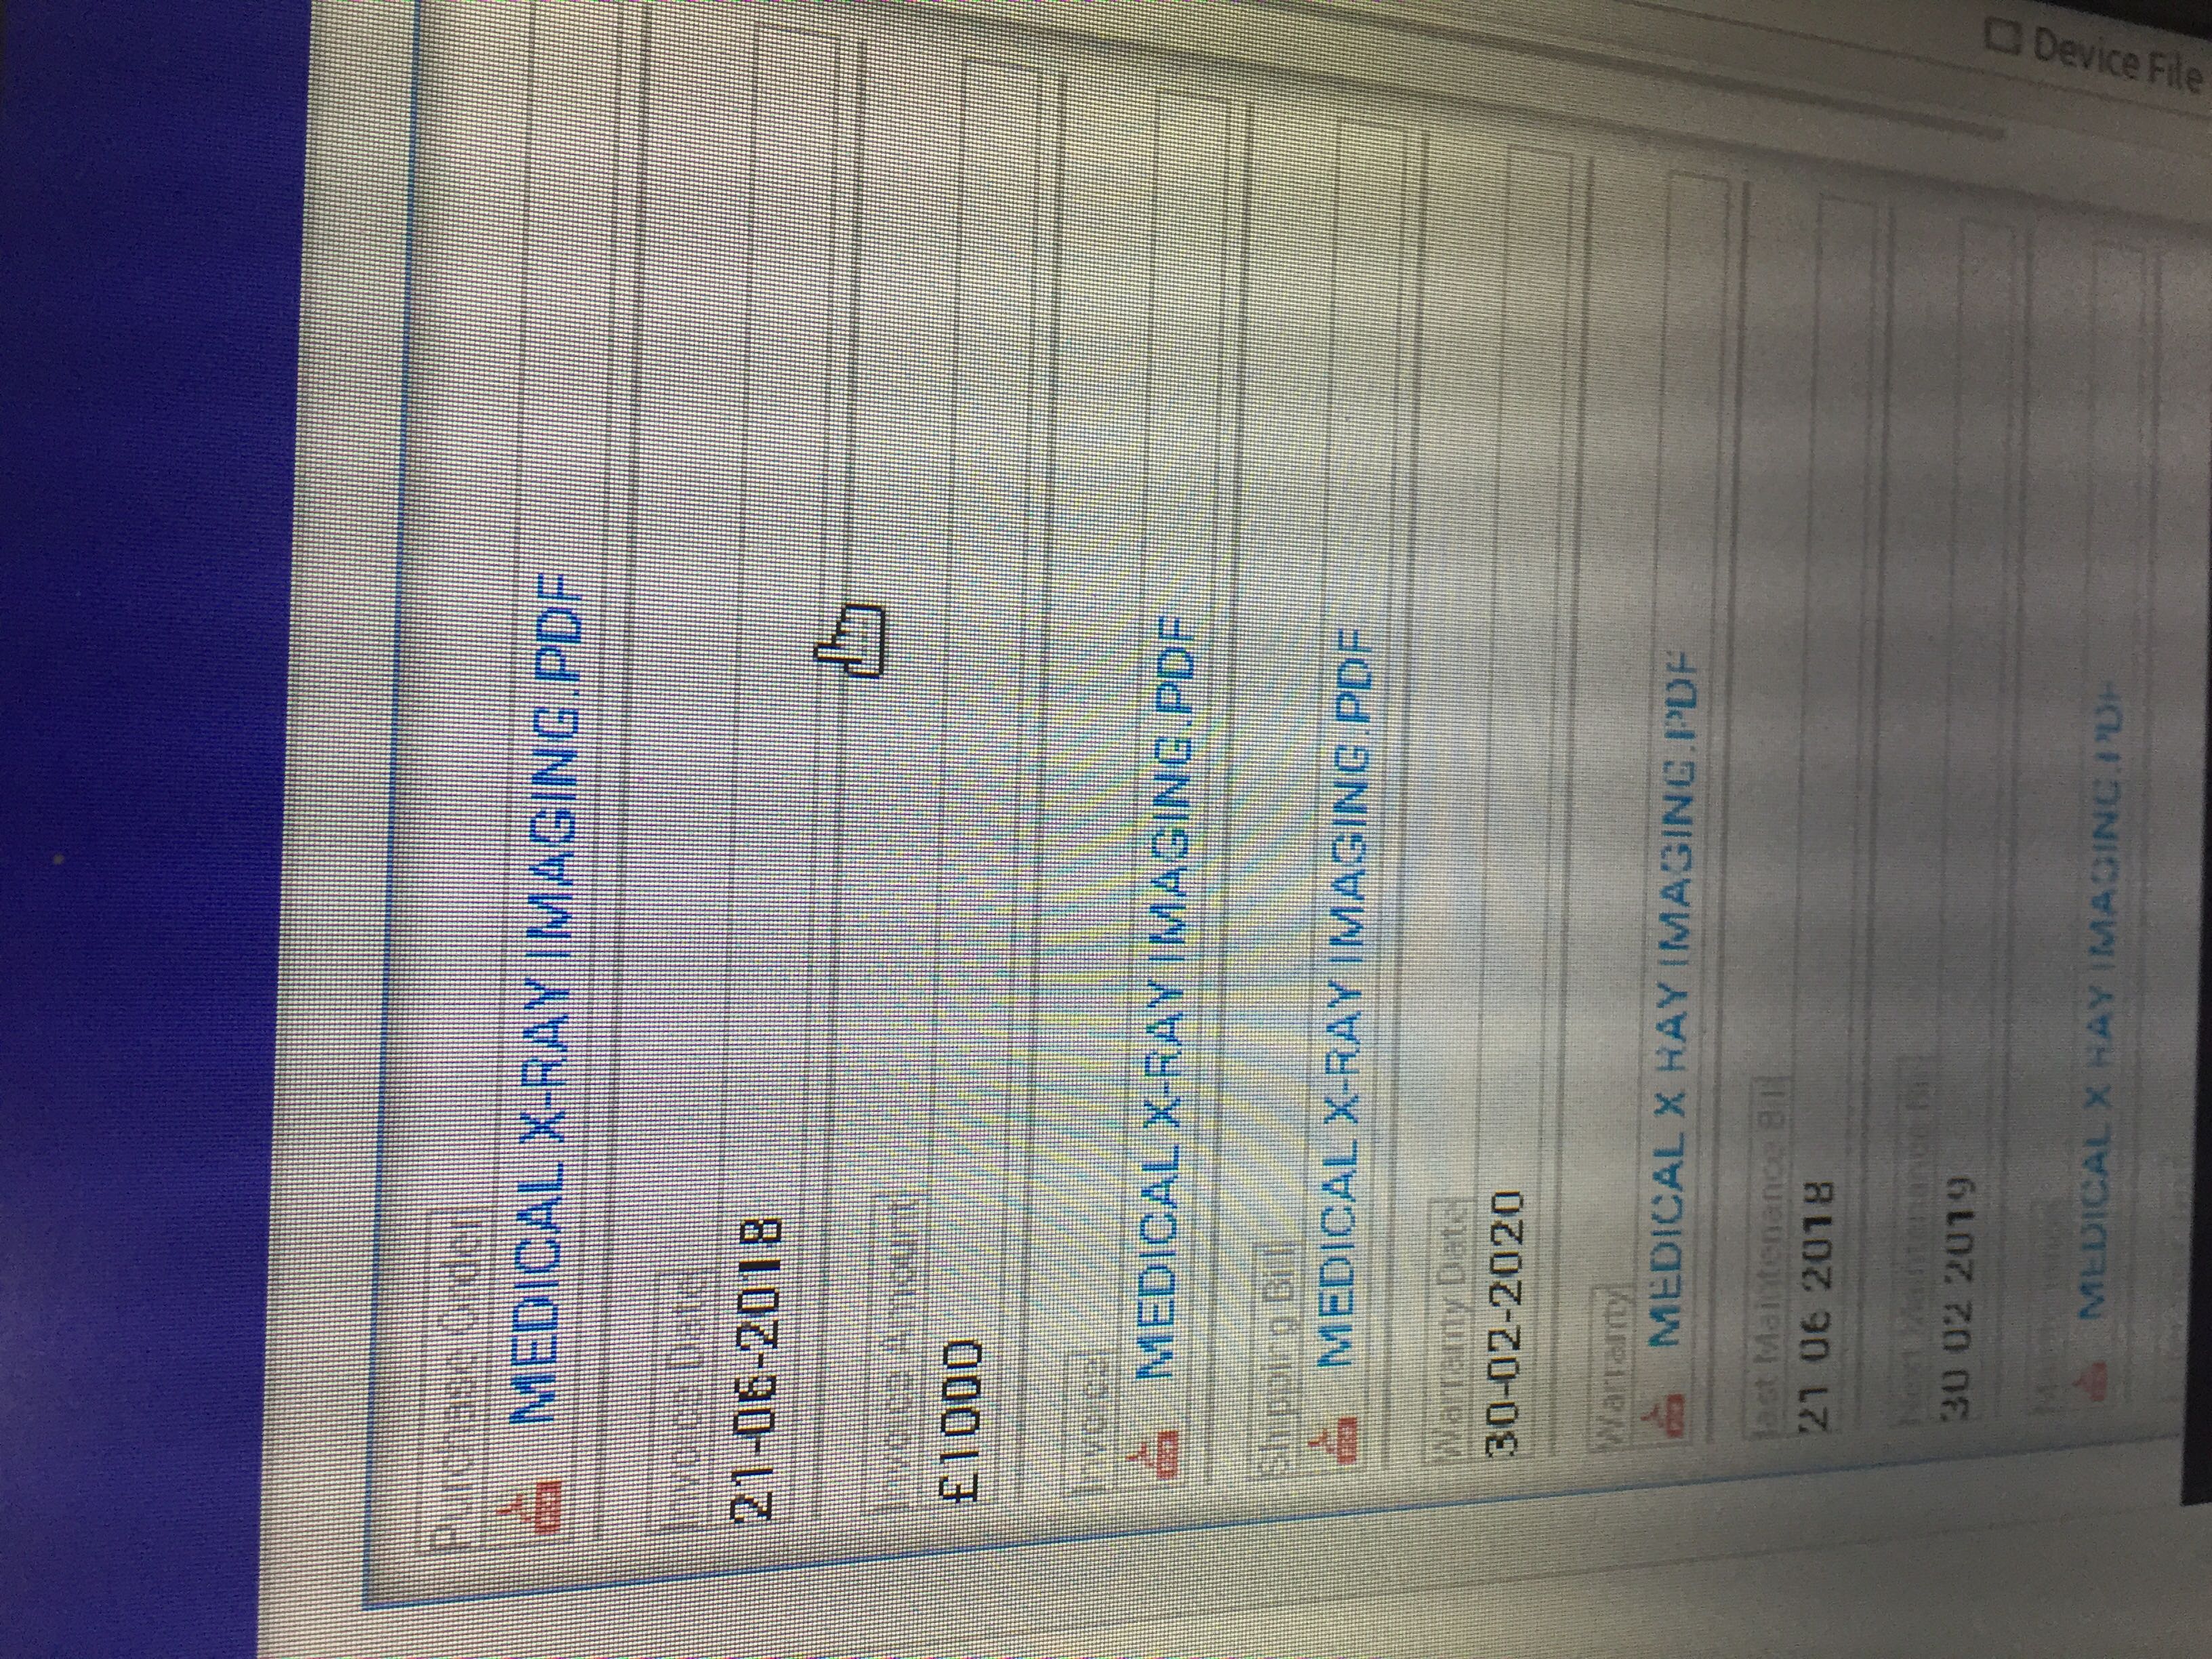 Purchase Order
MEDICAL X-RAY IMAGING.PDF
Invoice Date
21-06-2018
Invoice Amount
£1000
Invoice
MEDICAL X-RAY IMAGING.PDF
Shipping Bill
MEDICAL X-RAY IMAGING.PDF
Warranty Date
30-02-2020
Warranty
MEDICAL X-RAY IMAGING.PDF
last Maintenance Bill
21-06-2018
Next Maintenance Bill
30-02-2019
Maintenance
MEDICAL X-RAY IMAGING.PDF
Device File